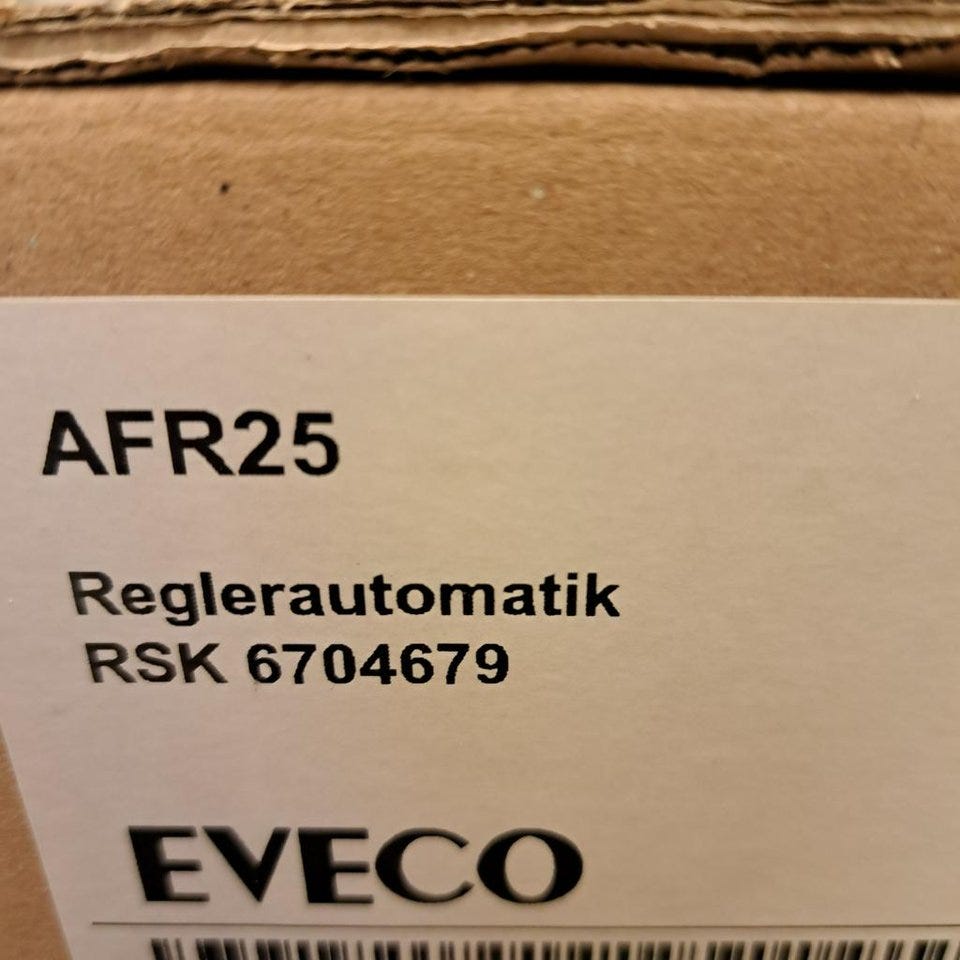 AFR25
Reglerautomatik
RSK 6704679
EVECO